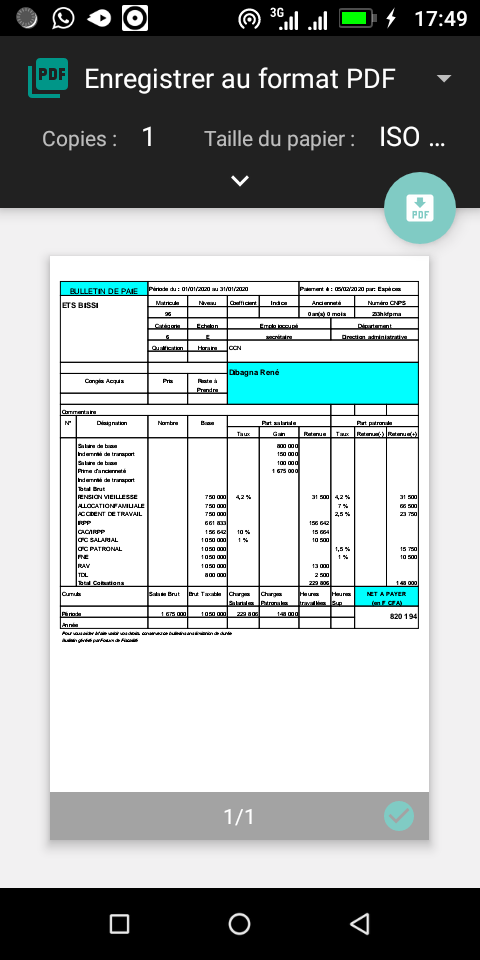 17:49
3G
PDF
Enregistrer au format PDF
Copies : 1 Taille du papier : ISO ...
PDF
BULLETIN DE PAIE Période du : 01/01/2020 au 31/01/2020 Paiement é : 05/02/2020 par: Espèces
ETS BISSI Matricule Niveau Coefficient Indice Ancienneté Numéro CNPS
96 0an(s) 0 mois
Catégorie Echelon Emploi occupé Département
6 E secrétaire Direction administrative
Qualification Horaire CCN
Dibagna René
Congés Acquis Pris Reste à Prendre
Commentaire
N° Désignation Nombre Base Part salariale Part patronale
Taux Gain Retenue Taux Retenue(-) Retenue(+)
Salaire de base 800 000
Indemnité de transport 150 000
Salaire de base 100 000
Prime d'ancienneté 1 675 000
Indemnité de transport
Total Brut
PENSION VIEILLESSE 750 000 4,2 % 31 500 4,2 % 31 500
ALLOCATION FAMILIALE 750 000 7 % 66 500
ACCIDENT DE TRAVAIL 750 000 2,5 % 23 750
IRPP 661 833 156 642
CAC/IRPP 156 642 10 % 15 664
CFC SALARIAL 1 050 000 1 % 10 500
CFC PATRONAL 1 050 000 1,5 % 15 750
FNE 1 050 000 1 % 10 500
RAV 1 050 000 13 000
TDL 800 000 2 500
Total Cotisations 229 806 148 000
Cumuls Salaire Brut Brut Taxable Charges Salariales Charges Patronales Heures travaillées Heures Sup NET A PAYER (en F CFA)
Période 1 675 000 1 050 000 229 806 148 000 820 194
Année
Pour vous aider à faire valoir vos droits, conservez ce bulletin sans limitation de durée
Bulletin généré par Forum de Fiscalité
1/1